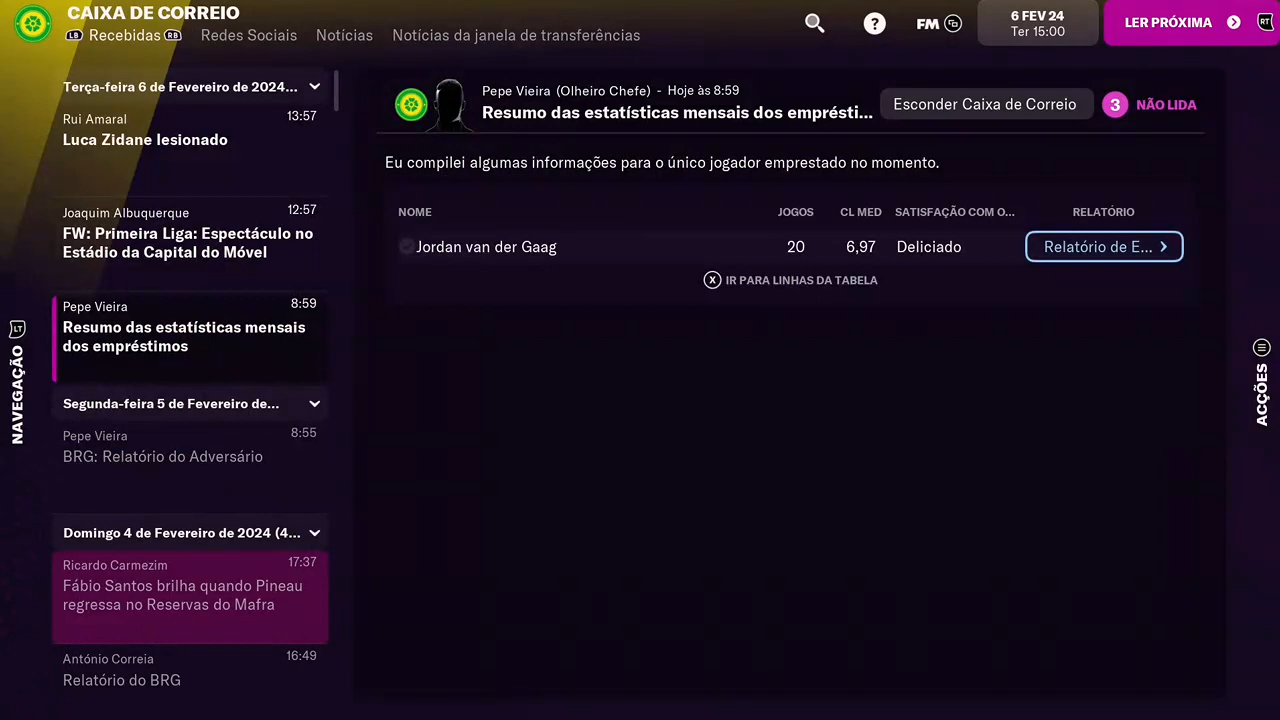 CAIXA DE CORREIO
LB Recebidas RB Redes Sociais Notícias Notícias da janela de transferências
FM
6 FEV 24
Ter 15:00
LER PRÓXIMA
RT
Terça-feira 6 de Fevereiro de 2024...
Rui Amaral 13:57
Luca Zidane lesionado
Joaquim Albuquerque 12:57
FW: Primeira Liga: Espectáculo no
Estádio da Capital do Móvel
Pepe Vieira 8:59
Resumo das estatísticas mensais
dos empréstimos
Segunda-feira 5 de Fevereiro de...
Pepe Vieira 8:55
BRG: Relatório do Adversário
Domingo 4 de Fevereiro de 2024 (4...
Ricardo Carmezim 17:37
Fábio Santos brilha quando Pineau
regressa no Reservas do Mafra
António Correia 16:49
Relatório do BRG
LT
NAVEGAÇÃO
Pepe Vieira (Olheiro Chefe) - Hoje às 8:59
Resumo das estatísticas mensais dos emprésti...
Esconder Caixa de Correio
3 NÃO LIDA
Eu compilei algumas informações para o único jogador emprestado no momento.
NOME JOGOS CL MED SATISFAÇÃO COM O... RELATÓRIO
Jordan van der Gaag 20 6,97 Deliciado Relatório de E...
X IR PARA LINHAS DA TABELA
ACÇÕES